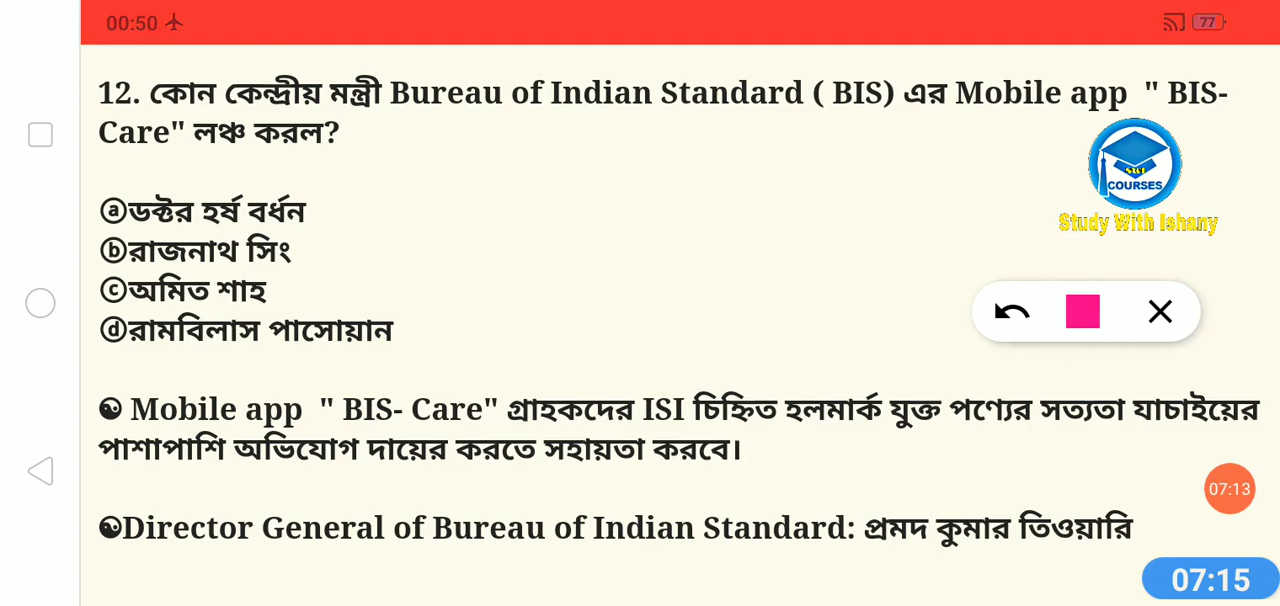 00:50
77
12. কোন কেন্দ্রীয় মন্ত্রী Bureau of Indian Standard ( BIS) এর Mobile app " BIS-
Care" লঞ্চ করল?
SWI
COURSES
Study With Ishany
ⓐডক্টর হর্ষ বর্ধন
ⓑরাজনাথ সিং
ⓒঅমিত শাহ
ⓓরামবিলাস পাসোয়ান
☯ Mobile app " BIS- Care" গ্রাহকদের ISI চিহ্নিত হলমার্ক যুক্ত পণ্যের সত্যতা যাচাইয়ের
পাশাপাশি অভিযোগ দায়ের করতে সহায়তা করবে।
07:13
☯Director General of Bureau of Indian Standard: প্রমদ কুমার তিওয়ারি
07:15